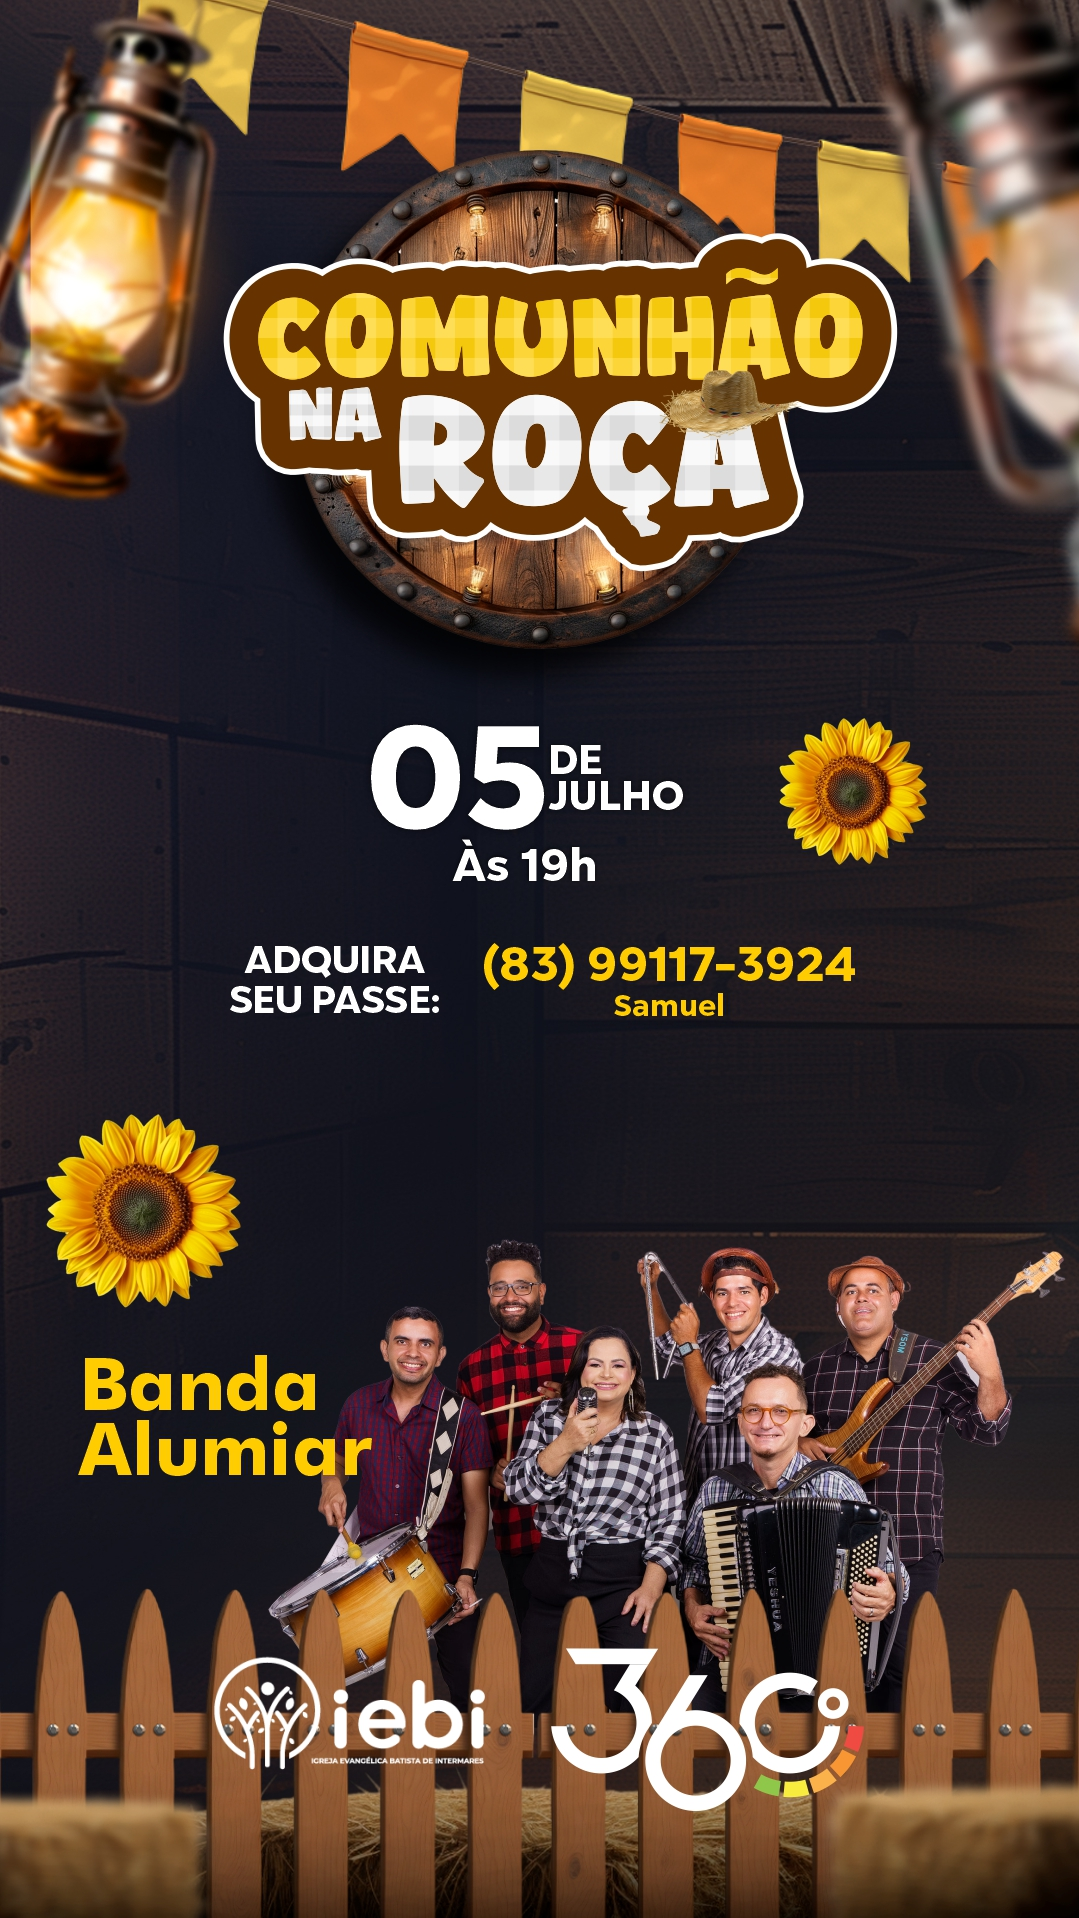 COMUNHÃO
NA ROÇA
05 DE
JULHO
Às 19h
ADQUIRA
SEU PASSE:
(83) 99117-3924
Samuel
Banda
Alumiar
YESHUA
iebi
IGREJA EVANGÉLICA BATISTA DE INTERMARES
360°